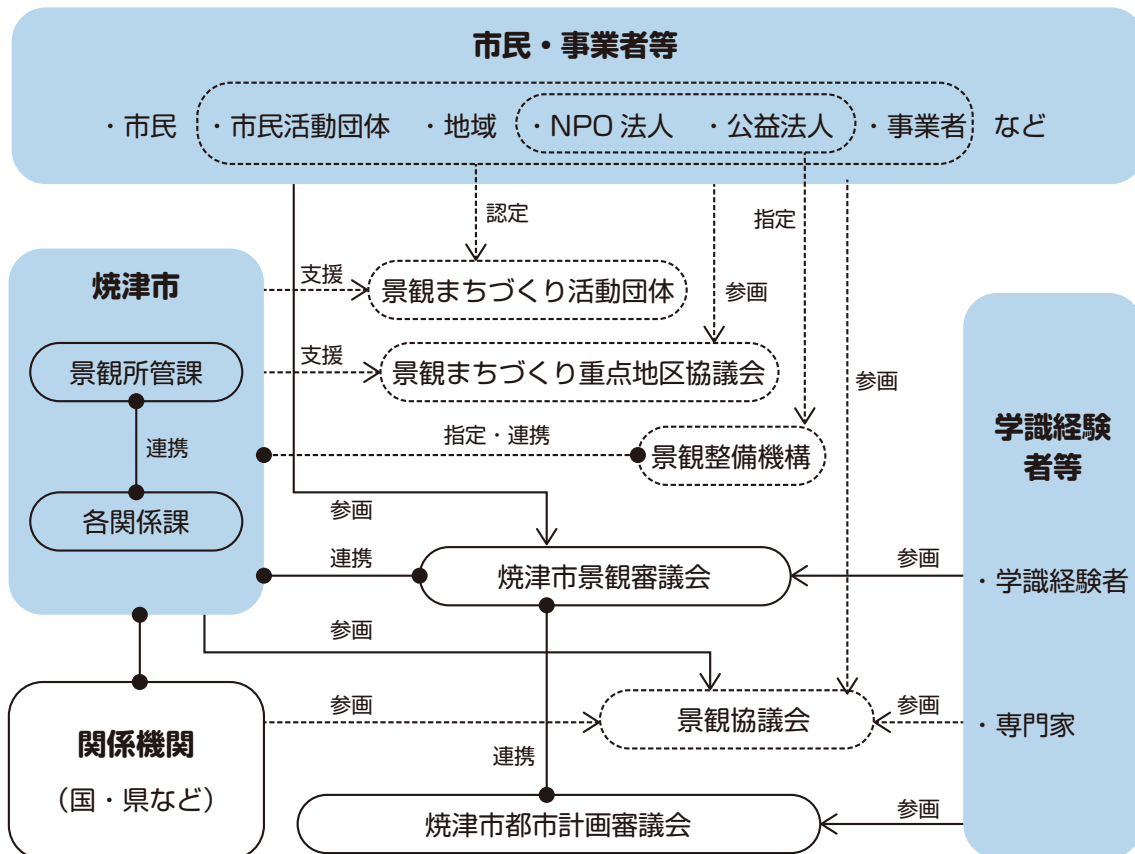 市民・事業者等
・市民 ・市民活動団体 ・地域 ・NPO 法人 ・公益法人 ・事業者 など
認定
指定
焼津市
支援
景観まちづくり活動団体
参画
景観所管課
支援
景観まちづくり重点地区協議会
参画
連携
指定・連携
景観整備機構
学識経験
者等
各関係課
参画
連携
焼津市景観審議会
参画
・学識経験者
参画
関係機関
（国・県など）
参画
景観協議会
参画
・専門家
連携
焼津市都市計画審議会
参画